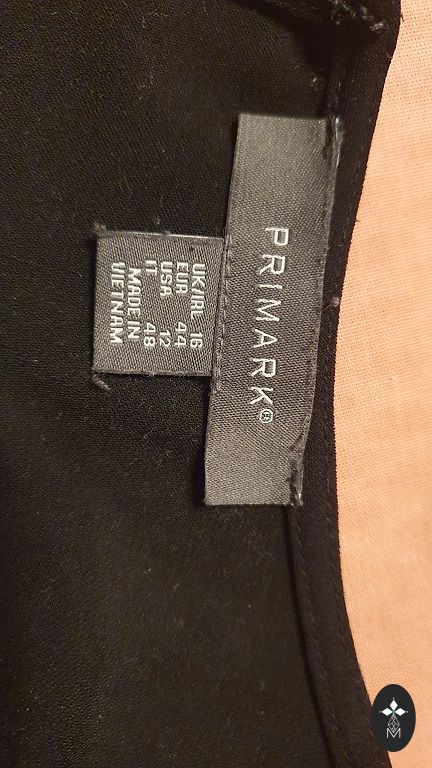 PRIMARK®
UK/IRL 16
EUR 44
USA 12
IT 48
MADE IN
VIETNAM
M